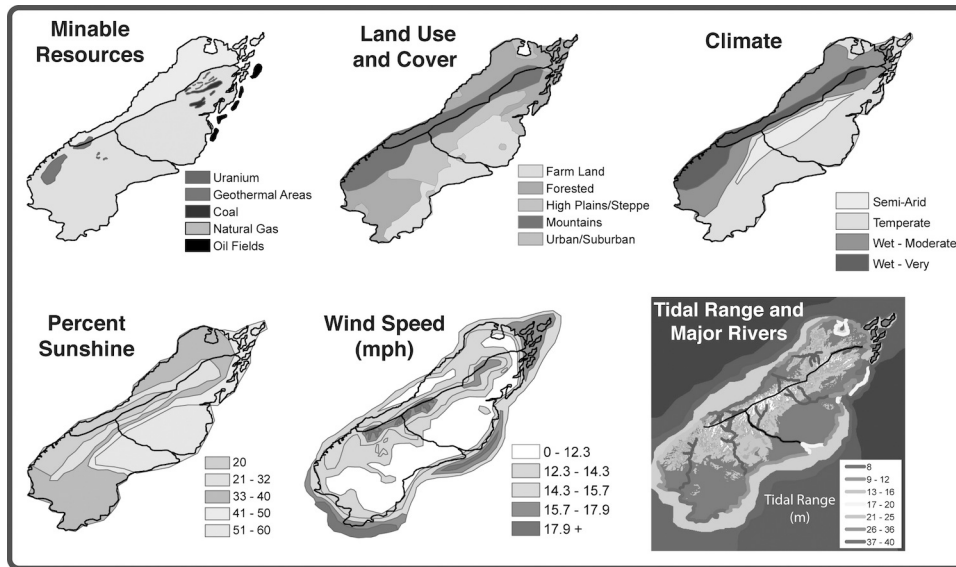 Minable
Resources
Uranium
Geothermal Areas
Coal
Natural Gas
Oil Fields
Land Use
and Cover
Farm Land
Forested
High Plains/Steppe
Mountains
Urban/Suburban
Climate
Semi-Arid
Temperate
Wet - Moderate
Wet - Very
Percent
Sunshine
20
21 - 32
33 - 40
41 - 50
51 - 60
Wind Speed
(mph)
0 - 12.3
12.3 - 14.3
14.3 - 15.7
15.7 - 17.9
17.9 +
Tidal Range and
Major Rivers
Tidal Range
(m)
8
9 - 12
13 - 16
17 - 20
21 - 25
26 - 36
37 - 40